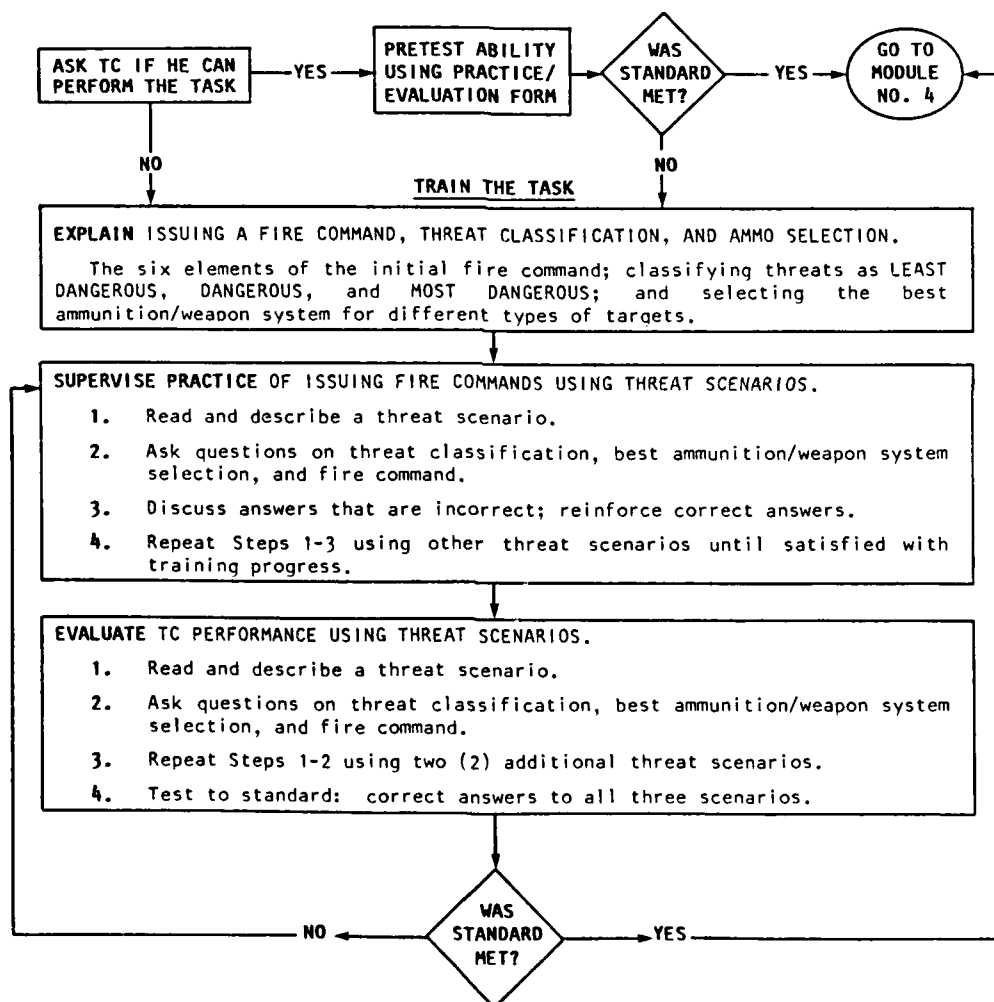 ASK TC IF HE CAN
PERFORM THE TASK
YES
PRETEST ABILITY
USING PRACTICE/
EVALUATION FORM
WAS
STANDARD
MET?
YES
GO TO
MODULE
NO. 4
NO
NO
TRAIN THE TASK
EXPLAIN ISSUING A FIRE COMMAND, THREAT CLASSIFICATION, AND AMMO SELECTION.
The six elements of the initial fire command; classifying threats as LEAST
DANGEROUS, DANGEROUS, and MOST DANGEROUS; and selecting the best
ammunition/weapon system for different types of targets.
SUPERVISE PRACTICE OF ISSUING FIRE COMMANDS USING THREAT SCENARIOS.
1. Read and describe a threat scenario.
2. Ask questions on threat classification, best ammunition/weapon system
selection, and fire command.
3. Discuss answers that are incorrect; reinforce correct answers.
4. Repeat Steps 1-3 using other threat scenarios until satisfied with
training progress.
EVALUATE TC PERFORMANCE USING THREAT SCENARIOS.
1. Read and describe a threat scenario.
2. Ask questions on threat classification, best ammunition/weapon system
selection, and fire command.
3. Repeat Steps 1-2 using two (2) additional threat scenarios.
4. Test to standard: correct answers to all three scenarios.
NO
WAS
STANDARD
MET?
YES